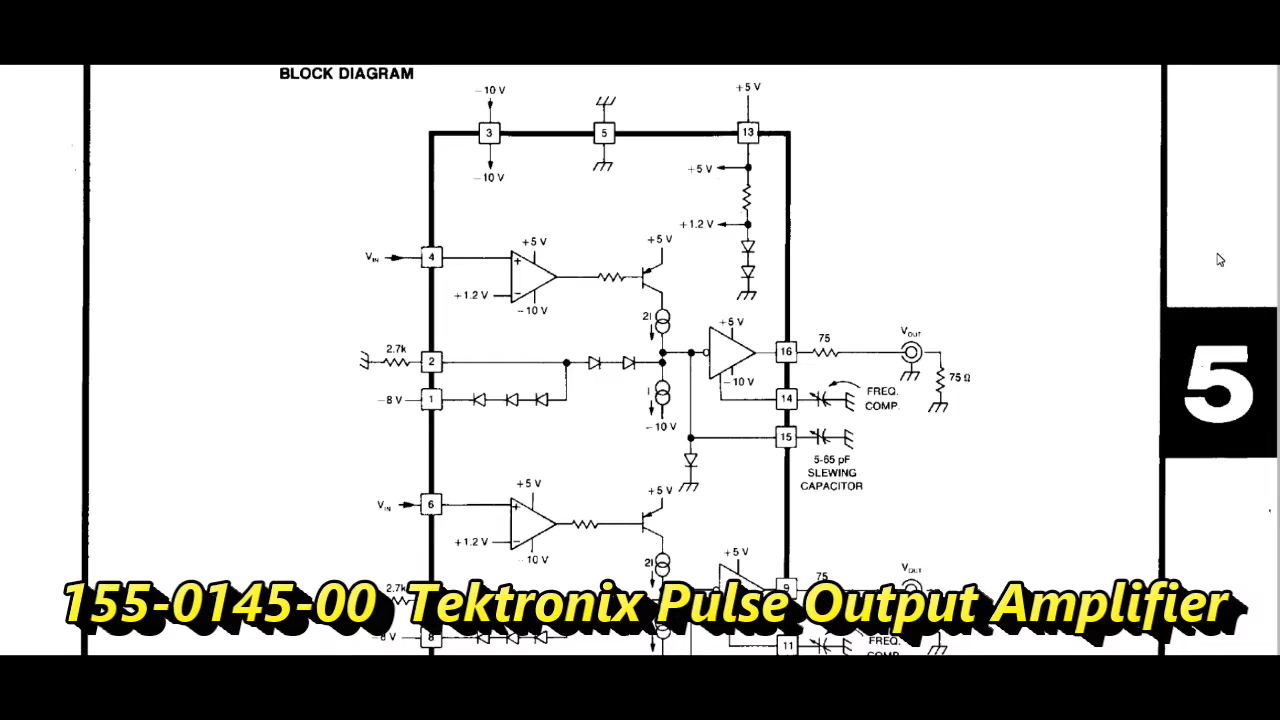 BLOCK DIAGRAM
-10 V
+5 V
3
5
13
-10 V
+5 V
+1.2 V
+5 V
+5 V
VIN
4
+1.2 V
-10 V
2I
+5 V
2.7k
2
16
75
VOUT
-10 V
75 Ω
-8 V
1
I
14
FREQ.
COMP.
-10 V
15
5-65 pF
SLEWING
CAPACITOR
5
+5 V
+5 V
VIN
6
+1.2 V
-10 V
2I
+5 V
9
75
VOUT
2.7k
155-0145-00 Tektronix Pulse Output Amplifier
-8 V
8
11
FREQ.
COMP.